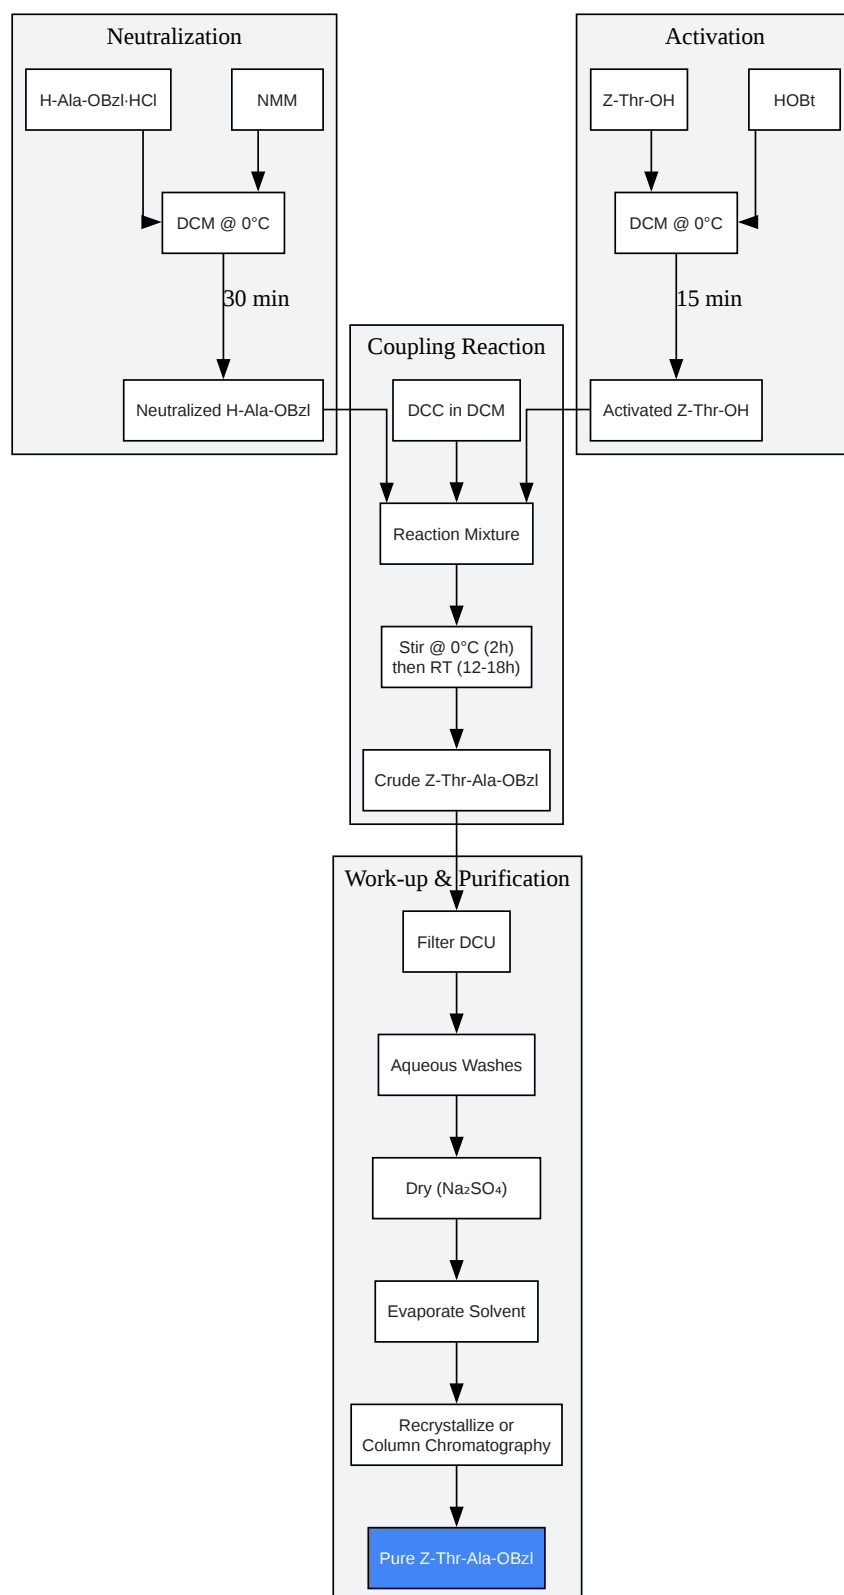 Neutralization
H-Ala-OBzl·HCl
NMM
DCM @ 0°C
30 min
Neutralized H-Ala-OBzl
Activation
Z-Thr-OH
HOBt
DCM @ 0°C
15 min
Activated Z-Thr-OH
Coupling Reaction
DCC in DCM
Reaction Mixture
Stir @ 0°C (2h)
then RT (12-18h)
Crude Z-Thr-Ala-OBzl
Work-up & Purification
Filter DCU
Aqueous Washes
Dry (Na₂SO₄)
Evaporate Solvent
Recrystallize or
Column Chromatography
Pure Z-Thr-Ala-OBzl